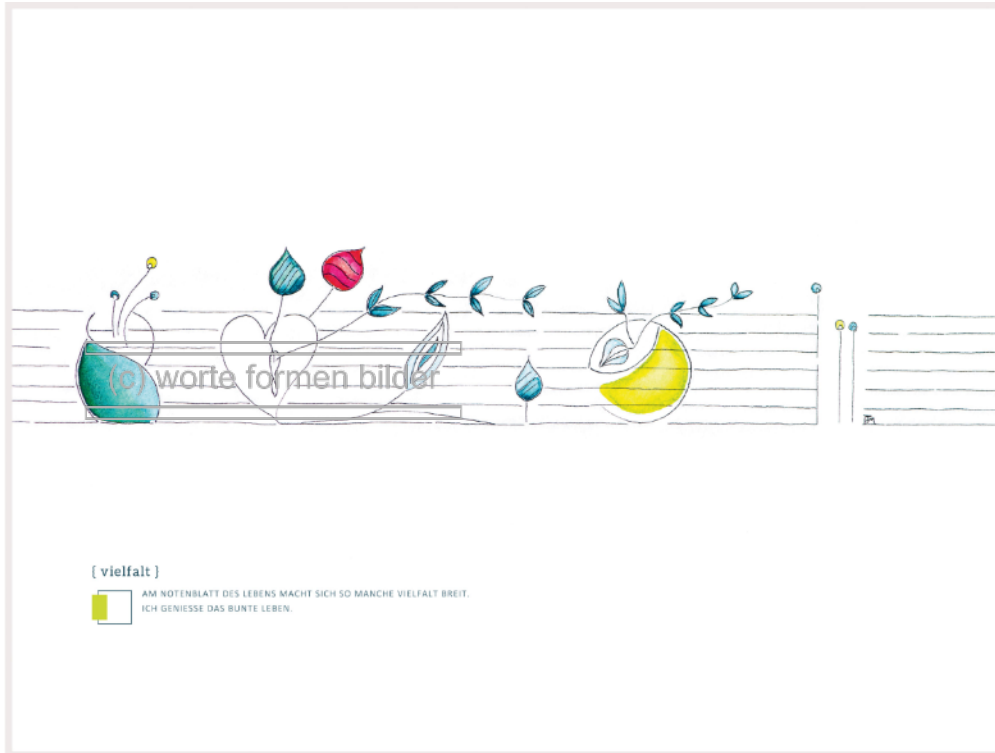 (c) worte formen bilder
{ vielfalt }
AM NOTENBLATT DES LEBENS MACHT SICH SO MANCHE VIELFALT BREIT.
ICH GENIESSE DAS BUNTE LEBEN.